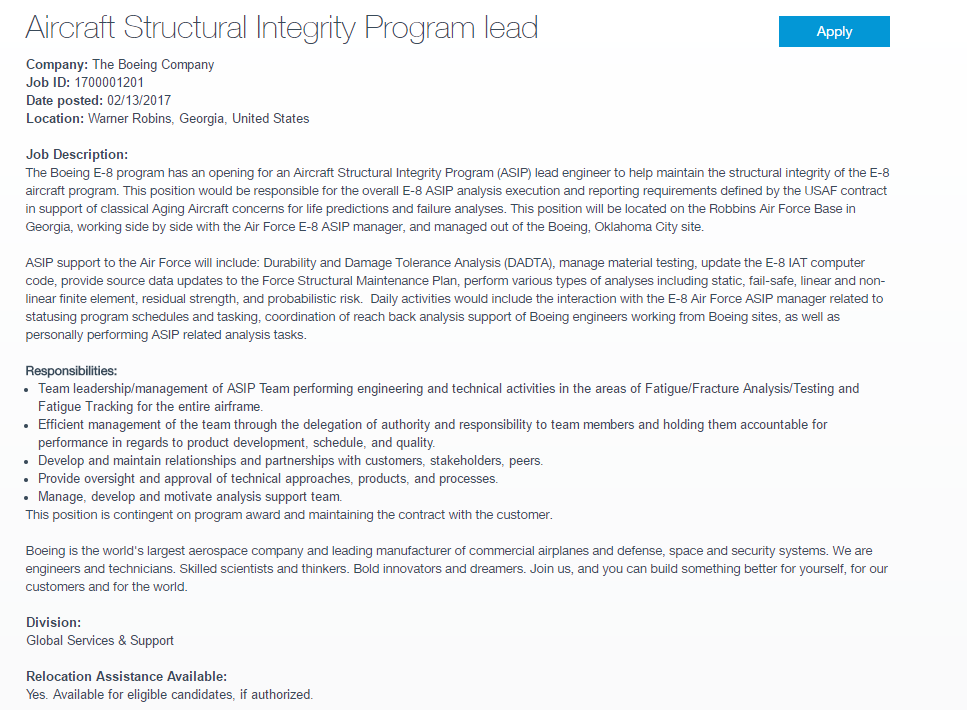 Aircraft Structural Integrity Program lead
Apply
Company: The Boeing Company
Job ID: 1700001201
Date posted: 02/13/2017
Location: Warner Robins, Georgia, United States
Job Description:
The Boeing E-8 program has an opening for an Aircraft Structural Integrity Program (ASIP) lead engineer to help maintain the structural integrity of the E-8
aircraft program. This position would be responsible for the overall E-8 ASIP analysis execution and reporting requirements defined by the USAF contract
in support of classical Aging Aircraft concerns for life predictions and failure analyses. This position will be located on the Robbins Air Force Base in
Georgia, working side by side with the Air Force E-8 ASIP manager, and managed out of the Boeing, Oklahoma City site.
ASIP support to the Air Force will include: Durability and Damage Tolerance Analysis (DADTA), manage material testing, update the E-8 IAT computer
code, provide source data updates to the Force Structural Maintenance Plan, perform various types of analyses including static, fail-safe, linear and non-
linear finite element, residual strength, and probabilistic risk.  Daily activities would include the interaction with the E-8 Air Force ASIP manager related to
statusing program schedules and tasking, coordination of reach back analysis support of Boeing engineers working from Boeing sites, as well as
personally performing ASIP related analysis tasks.
Responsibilities:
• Team leadership/management of ASIP Team performing engineering and technical activities in the areas of Fatigue/Fracture Analysis/Testing and
Fatigue Tracking for the entire airframe.
• Efficient management of the team through the delegation of authority and responsibility to team members and holding them accountable for
performance in regards to product development, schedule, and quality.
• Develop and maintain relationships and partnerships with customers, stakeholders, peers.
• Provide oversight and approval of technical approaches, products, and processes.
• Manage, develop and motivate analysis support team.
This position is contingent on program award and maintaining the contract with the customer.
Boeing is the world's largest aerospace company and leading manufacturer of commercial airplanes and defense, space and security systems. We are
engineers and technicians. Skilled scientists and thinkers. Bold innovators and dreamers. Join us, and you can build something better for yourself, for our
customers and for the world.
Division:
Global Services & Support
Relocation Assistance Available:
Yes. Available for eligible candidates, if authorized.